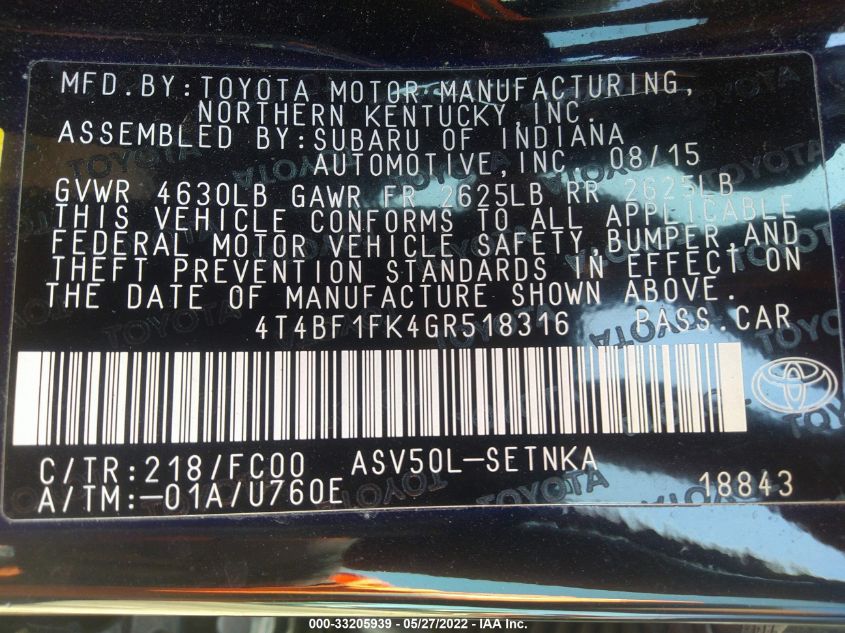 MFD.BY:TOYOTA MOTOR MANUFACTURING,
NORTHERN KENTUCKY,INC.
ASSEMBLED BY:SUBARU OF INDIANA
AUTOMOTIVE,INC. 08/15
GVWR 4630LB GAWR FR 2625LB RR 2625LB
THIS VEHICLE CONFORMS TO ALL APPLICABLE
FEDERAL MOTOR VEHICLE SAFETY,BUMPER,AND
THEFT PREVENTION STANDARDS IN EFFECT ON
THE DATE OF MANUFACTURE SHOWN ABOVE.
4T4BF1FK4GR518316 PASS.CAR
C/TR:218/FC00 ASV50L-SETNKA
A/TM:-01A/U760E 18843
000-33205939 - 05/27/2022 - IAA Inc.